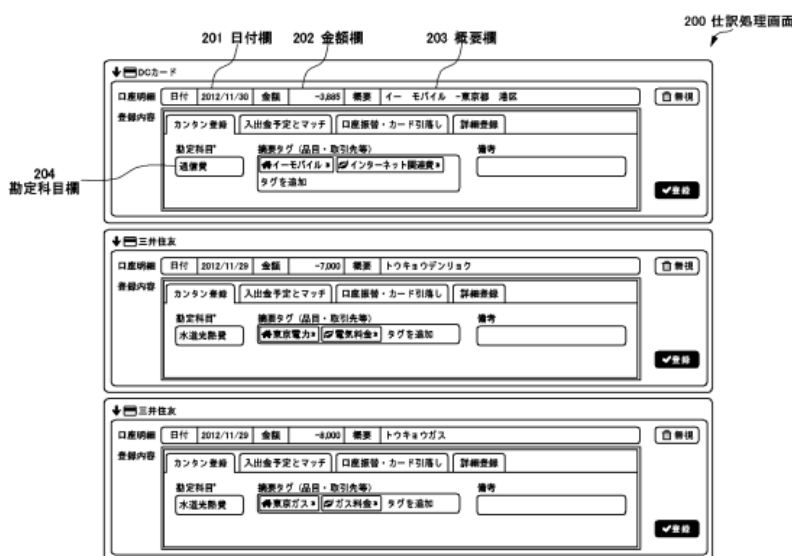 200 仕訳処理画面
201 日付欄 202 金額欄 203 概要欄
DCカード
口座明細 日付 2012/11/30 金額 -3,885 概要 イー モバイル -東京都 港区 無視
登録内容 カンタン登録 入出金予定とマッチ 口座振替・カード引落し 詳細登録
勘定科目* 摘要タグ (品目・取引先等) 備考
通信費 イーモバイル× インターネット関連費×
タグを追加
204
勘定科目欄
✔登録
三井住友
口座明細 日付 2012/11/29 金額 -7,000 概要 トウキョウデンリョク 無視
登録内容 カンタン登録 入出金予定とマッチ 口座振替・カード引落し 詳細登録
勘定科目* 摘要タグ (品目・取引先等) 備考
水道光熱費 東京電力× 電気料金× タグを追加
✔登録
三井住友
口座明細 日付 2012/11/29 金額 -8,000 概要 トウキョウガス 無視
登録内容 カンタン登録 入出金予定とマッチ 口座振替・カード引落し 詳細登録
勘定科目* 摘要タグ (品目・取引先等) 備考
水道光熱費 東京ガス× ガス料金× タグを追加
✔登録